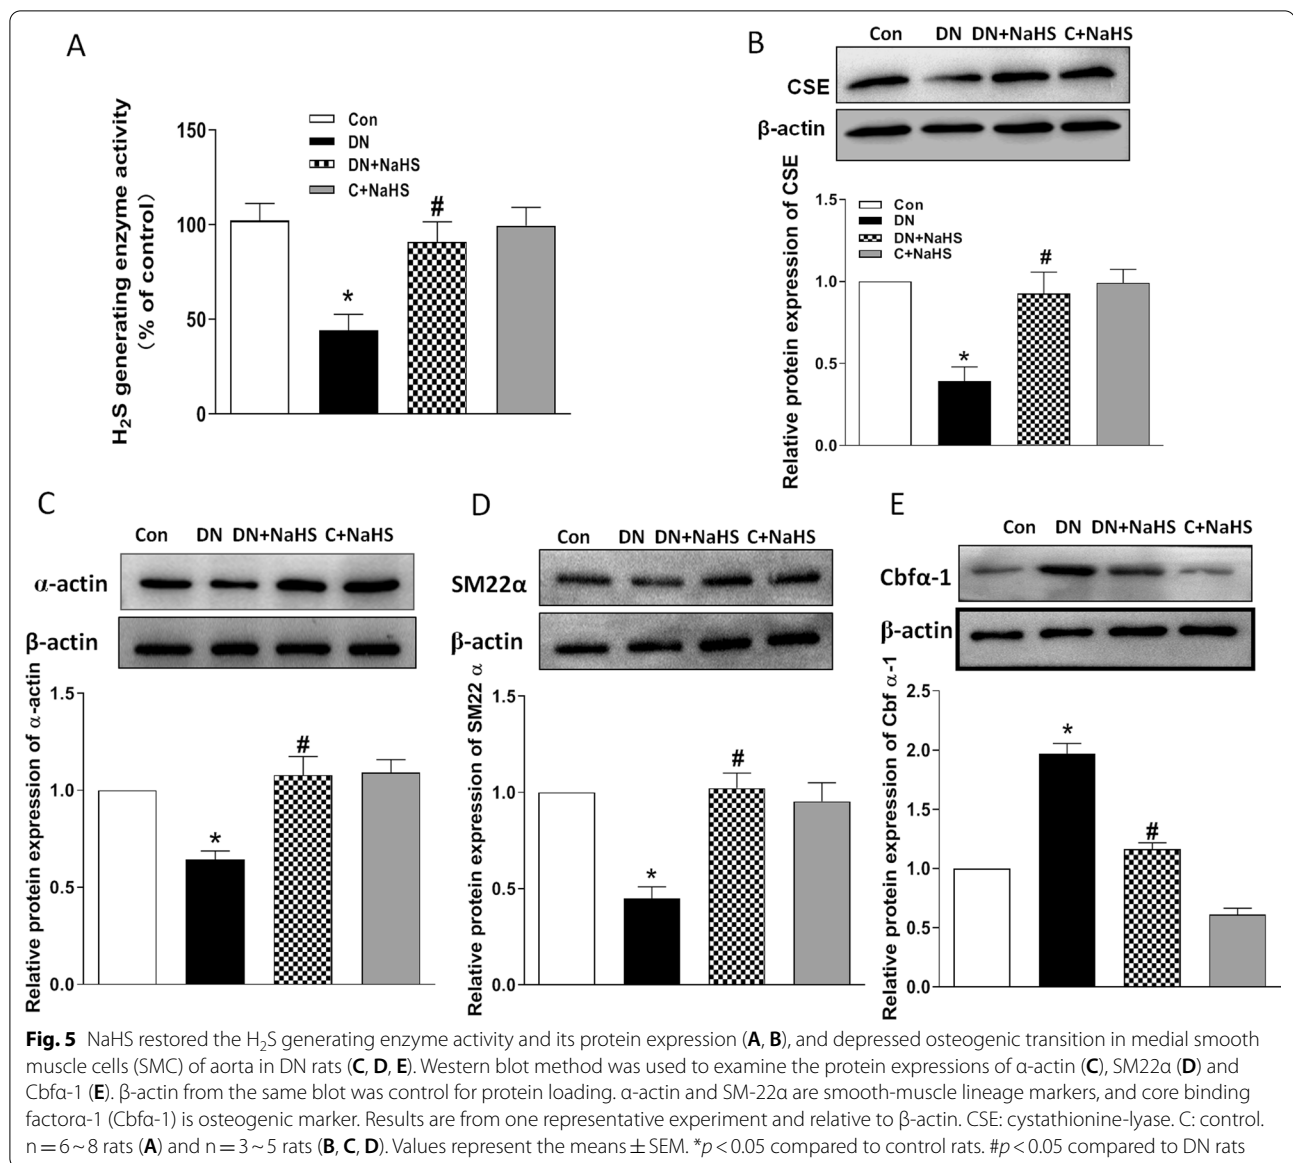 A
H₂S generating enzyme activity
(% of control)
150
100
50
0
Con
DN
DN+NaHS
C+NaHS
*
#
B
Con DN DN+NaHS C+NaHS
CSE
β-actin
Relative protein expression of CSE
1.5
1.0
0.5
0.0
Con
DN
DN+NaHS
C+NaHS
*
#
C
Con DN DN+NaHS C+NaHS
α-actin
β-actin
Relative protein expression of α-actin
1.5
1.0
0.5
0.0
*
#
D
Con DN DN+NaHS C+NaHS
SM22α
β-actin
Relative protein expression of SM22 α
1.5
1.0
0.5
0.0
*
#
E
Con DN DN+NaHS C+NaHS
Cbfα-1
β-actin
Relative protein expression of Cbf α-1
2.5
2.0
1.5
1.0
0.5
0.0
*
#
Fig. 5 NaHS restored the H₂S generating enzyme activity and its protein expression (A, B), and depressed osteogenic transition in medial smooth
muscle cells (SMC) of aorta in DN rats (C, D, E). Western blot method was used to examine the protein expressions of α-actin (C), SM22α (D) and
Cbfα-1 (E). β-actin from the same blot was control for protein loading. α-actin and SM-22α are smooth-muscle lineage markers, and core binding
factorα-1 (Cbfα-1) is osteogenic marker. Results are from one representative experiment and relative to β-actin. CSE: cystathionine-lyase. C: control.
n = 6 ~ 8 rats (A) and n = 3 ~ 5 rats (B, C, D). Values represent the means ± SEM. *p < 0.05 compared to control rats. #p < 0.05 compared to DN rats